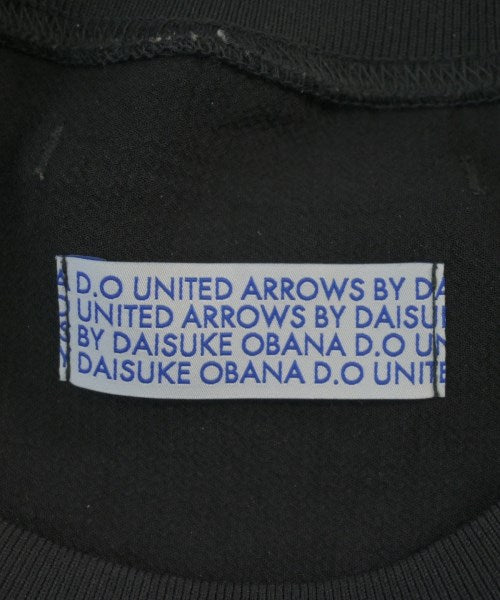 D.O UNITED ARROWS BY DA
UNITED ARROWS BY DAISU
BY DAISUKE OBANA D.O UN
DAISUKE OBANA D.O UNITE